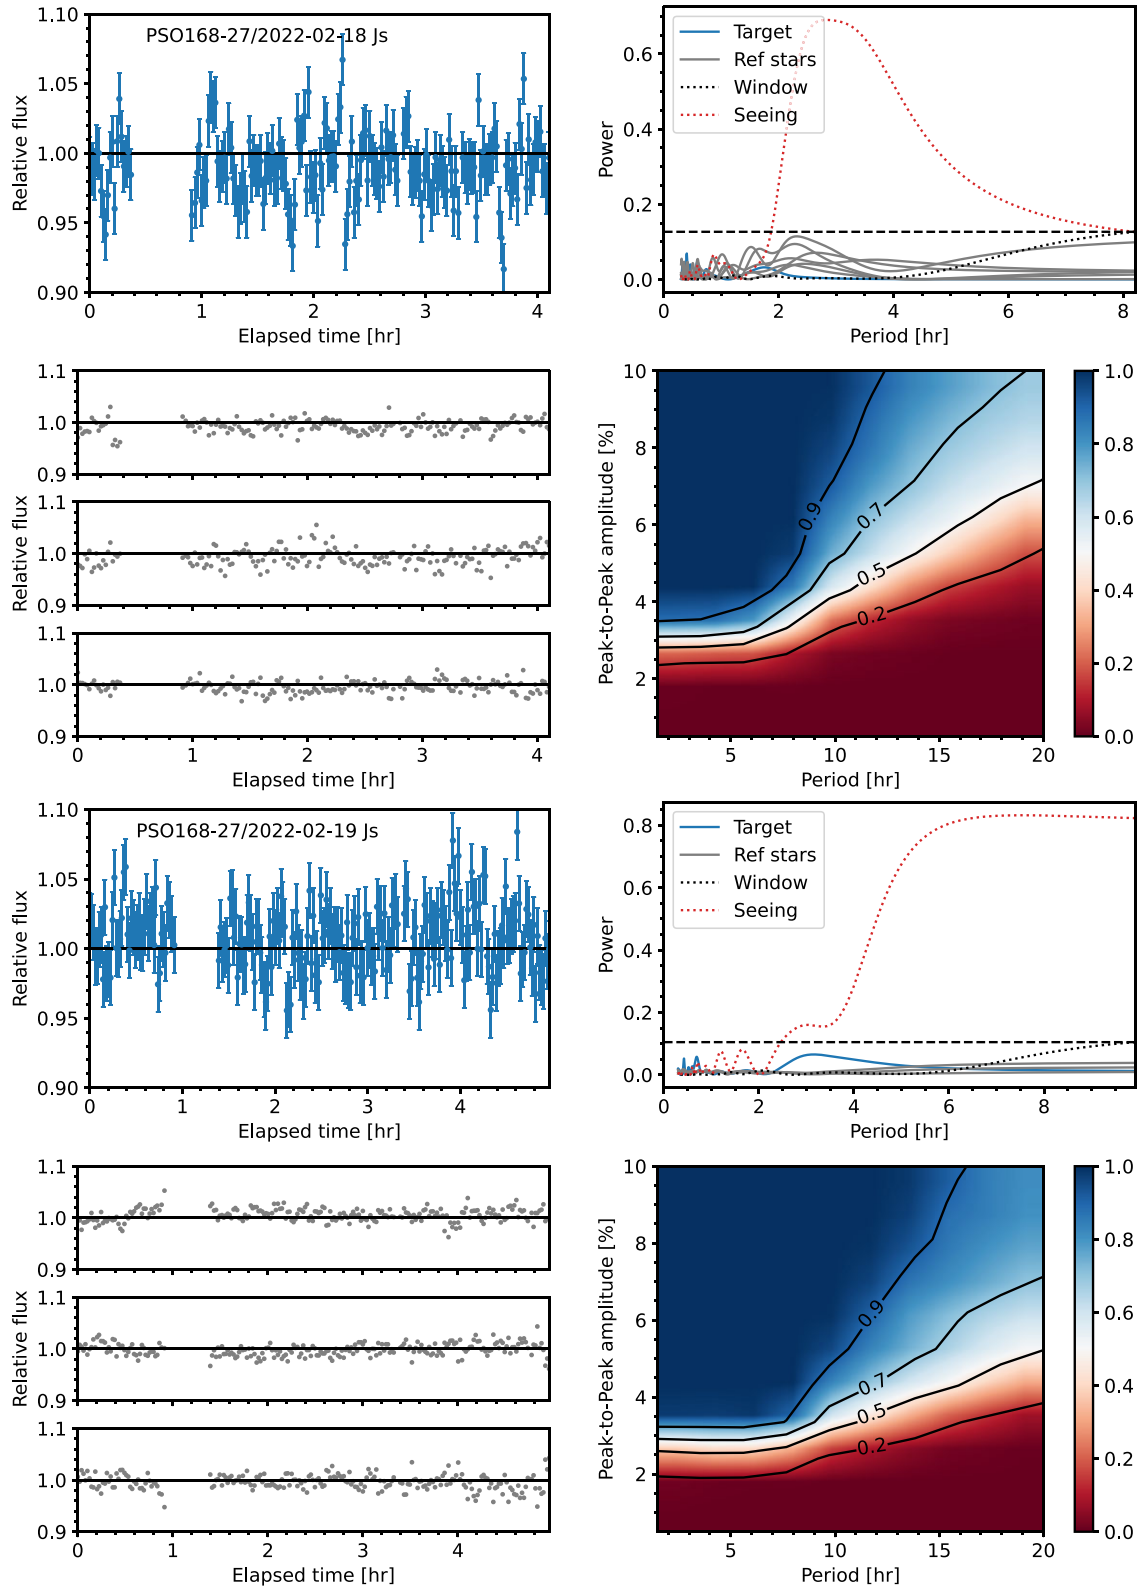 PSO168-27/2022-02-18 Js
Relative flux
1.10
1.05
1.00
0.95
0.90
0 1 2 3 4
Elapsed time [hr]
Target
Ref stars
Window
Seeing
Power
0.6
0.4
0.2
0.0
0 2 4 6 8
Period [hr]
Relative flux
1.1
1.0
0.9
Relative flux
1.1
1.0
0.9
1.1
1.0
0.9
0 1 2 3 4
Elapsed time [hr]
Peak-to-Peak amplitude [%]
10
8
6
4
2
0.9
0.7
0.5
0.2
5 10 15 20
Period [hr]
1.0
0.8
0.6
0.4
0.2
0.0
PSO168-27/2022-02-19 Js
Relative flux
1.10
1.05
1.00
0.95
0.90
0 1 2 3 4
Elapsed time [hr]
Target
Ref stars
Window
Seeing
Power
0.8
0.6
0.4
0.2
0.0
0 2 4 6 8
Period [hr]
Relative flux
1.1
1.0
0.9
Relative flux
1.1
1.0
0.9
1.1
1.0
0.9
0 1 2 3 4
Elapsed time [hr]
Peak-to-Peak amplitude [%]
10
8
6
4
2
0.9
0.7
0.5
0.2
5 10 15 20
Period [hr]
1.0
0.8
0.6
0.4
0.2
0.0